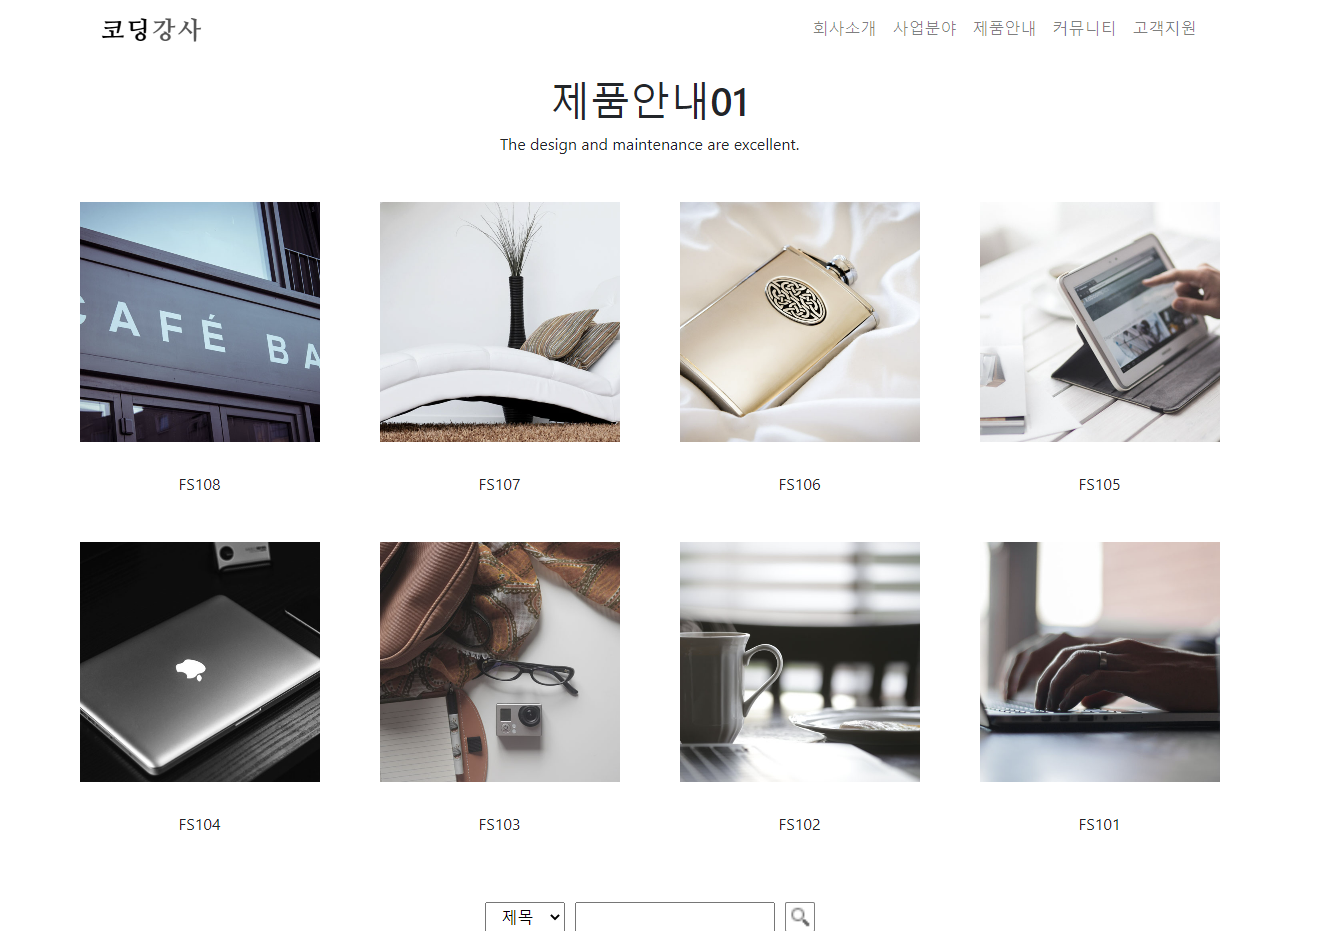 코딩강사
회사소개 사업분야 제품안내 커뮤니티 고객지원
제품안내01
The design and maintenance are excellent.
CAFÉ BA
FS108 FS107 FS106 FS105
FS104 FS103 FS102 FS101
제목